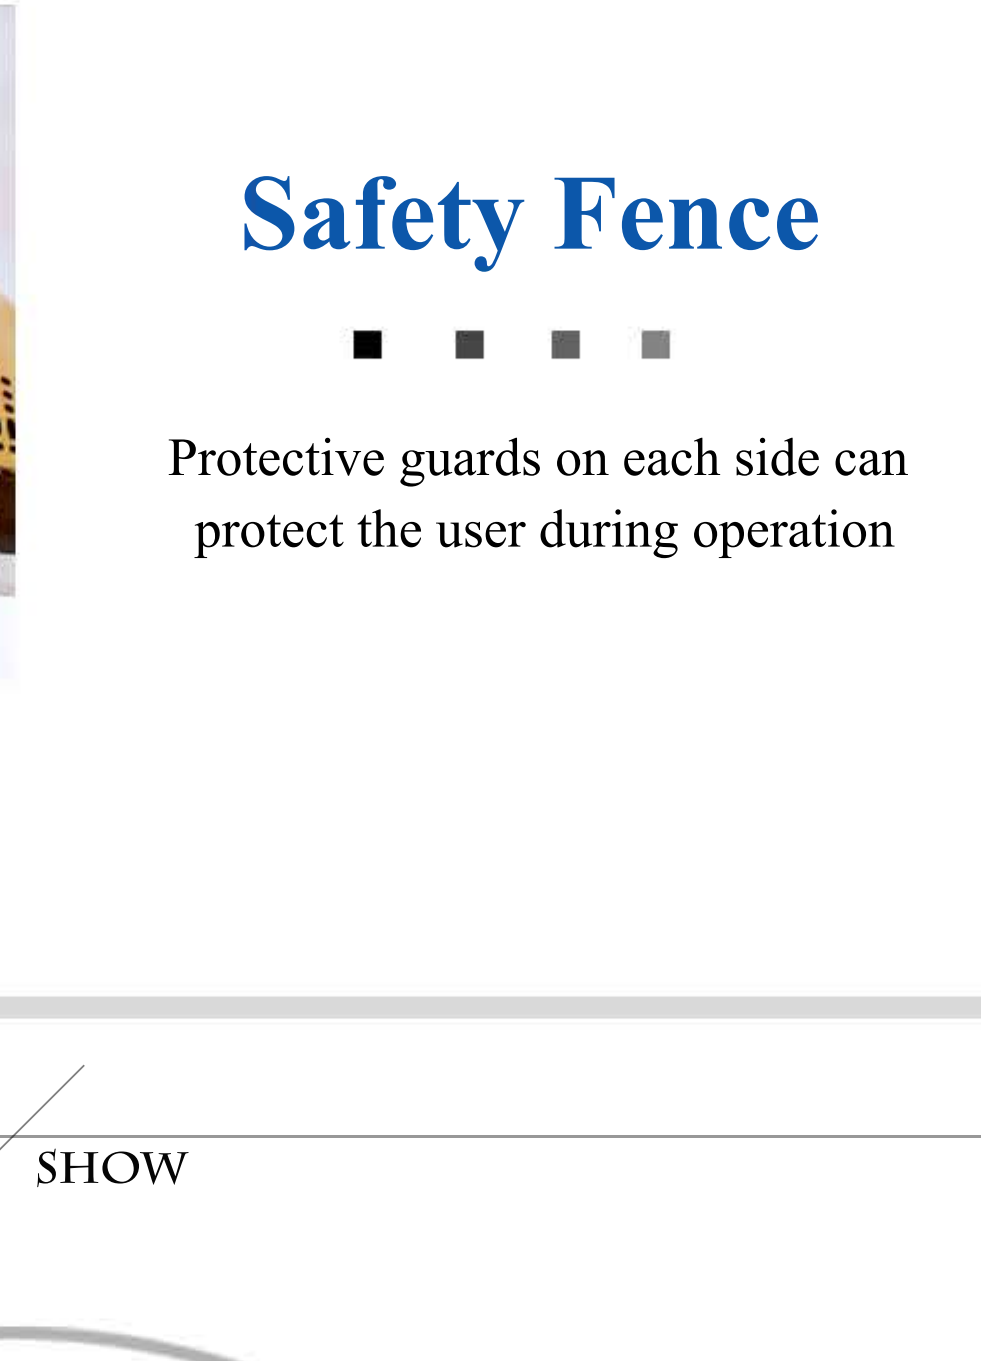 Safety Fence
Protective guards on each side can
protect the user during operation
SHOW